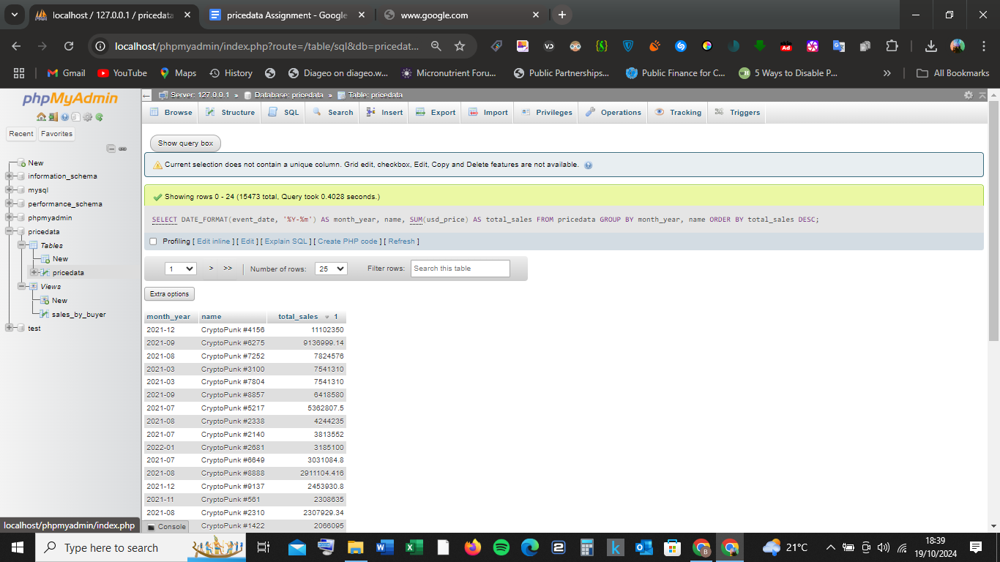 localhost / 127.0.0.1 / pricedata
pricedata Assignment - Google
www.google.com
localhost/phpmyadmin/index.php?route=/table/sql&db=pricedat...
Gmail
YouTube
Maps
History
Diageo on diageo.w...
Micronutrient Foru...
Public Partnerships...
Public Finance for C...
5 Ways to Disable P...
»
All Bookmarks
phpMyAdmin
Recent
Favorites
New
information_schema
mysql
performance_schema
phpmyadmin
pricedata
Tables
New
pricedata
Views
New
sales_by_buyer
test
localhost/phpmyadmin/index.php
Server: 127.0.0.1 » Database: pricedata » Table: pricedata
Browse
Structure
SQL
Search
Insert
Export
Import
Privileges
Operations
Tracking
Triggers
Show query box
Current selection does not contain a unique column. Grid edit, checkbox, Edit, Copy and Delete features are not available.
Showing rows 0 - 24 (15473 total, Query took 0.4028 seconds.)
SELECT DATE_FORMAT(event_date, '%Y-%m') AS month_year, name, SUM(usd_price) AS total_sales FROM pricedata GROUP BY month_year, name ORDER BY total_sales DESC;
Profiling [ Edit inline ] [ Edit ] [ Explain SQL ] [ Create PHP code ] [ Refresh ]
1 > >> | Number of rows: 25 Filter rows: Search this table
Extra options
month_year name total_sales 1
2021-12 CryptoPunk #4156 11102350
2021-09 CryptoPunk #6275 9136999.14
2021-08 CryptoPunk #7252 7824576
2021-03 CryptoPunk #3100 7541310
2021-03 CryptoPunk #7804 7541310
2021-09 CryptoPunk #8857 6418580
2021-07 CryptoPunk #5217 5362807.5
2021-08 CryptoPunk #2338 4244235
2021-07 CryptoPunk #2140 3813552
2022-01 CryptoPunk #2681 3185100
2021-07 CryptoPunk #6649 3031084.8
2021-08 CryptoPunk #8888 2911104.416
2021-12 CryptoPunk #9137 2453930.8
2021-11 CryptoPunk #561 2308635
2021-08 CryptoPunk #2310 2307929.34
Console CryptoPunk #1422 2066095
Type here to search
21°C
18:39
19/10/2024